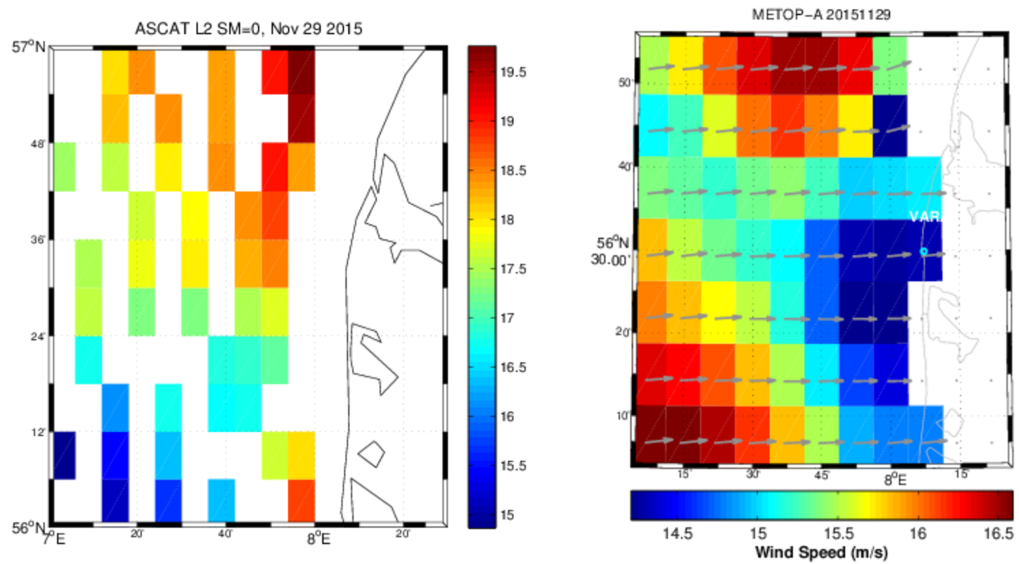 ASCAT L2 SM=0, Nov 29 2015
57°N
48'
36'
24'
12'
56°N
7°E
20'
40'
8°E
20'
19.5
19
18.5
18
17.5
17
16.5
16
15.5
15
METOP-A 20151129
50'
40'
56°N
30.00'
20'
10'
VAR
15'
30'
45'
8°E
15'
14.5 15 15.5 16 16.5
Wind Speed (m/s)